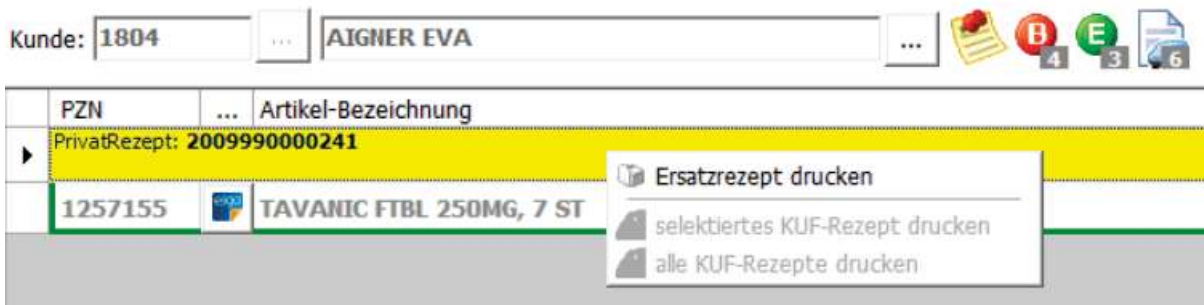 Kunde: 1804 ... AIGNER EVA ... B 4 E 3 6
PZN ... Artikel-Bezeichnung
PrivatRezept: 2009990000241
1257155 TAVANIC FTBL 250MG, 7 ST
Ersatzrezept drucken
selektiertes KUF-Rezept drucken
alle KUF-Rezepte drucken